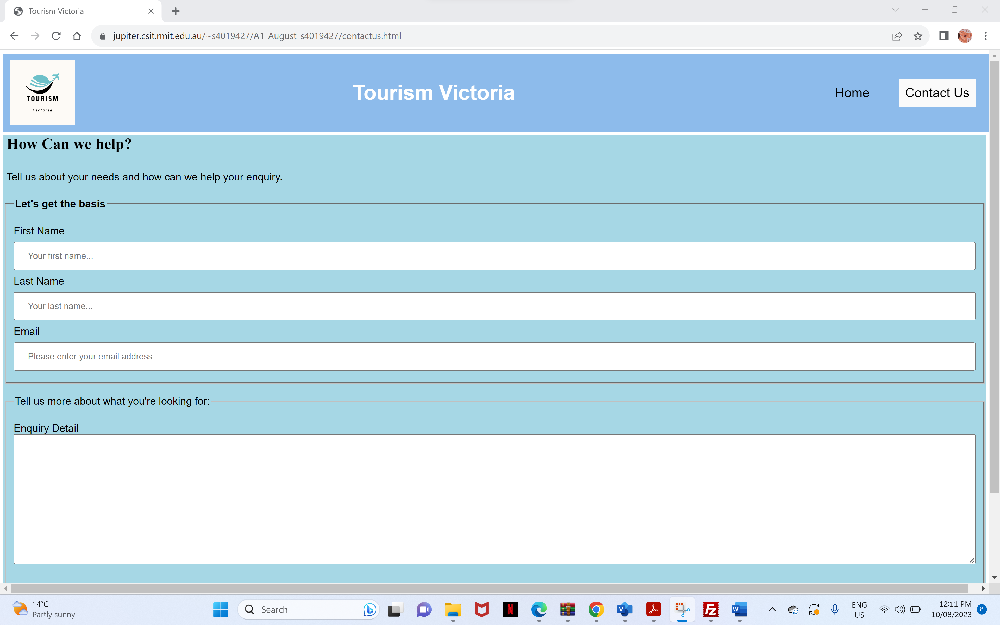 Tourism Victoria
jupiter.csit.rmit.edu.au/~s4019427/A1_August_s4019427/contactus.html
TOURISM
Victoria
Tourism Victoria
Home
Contact Us
How Can we help?
Tell us about your needs and how can we help your enquiry.
Let's get the basis
First Name
Your first name...
Last Name
Your last name...
Email
Please enter your email address....
Tell us more about what you're looking for:
Enquiry Detail
14°C
Partly sunny
Search
b
N
V
Fz
W
ENG
US
12:11 PM
10/08/2023
8